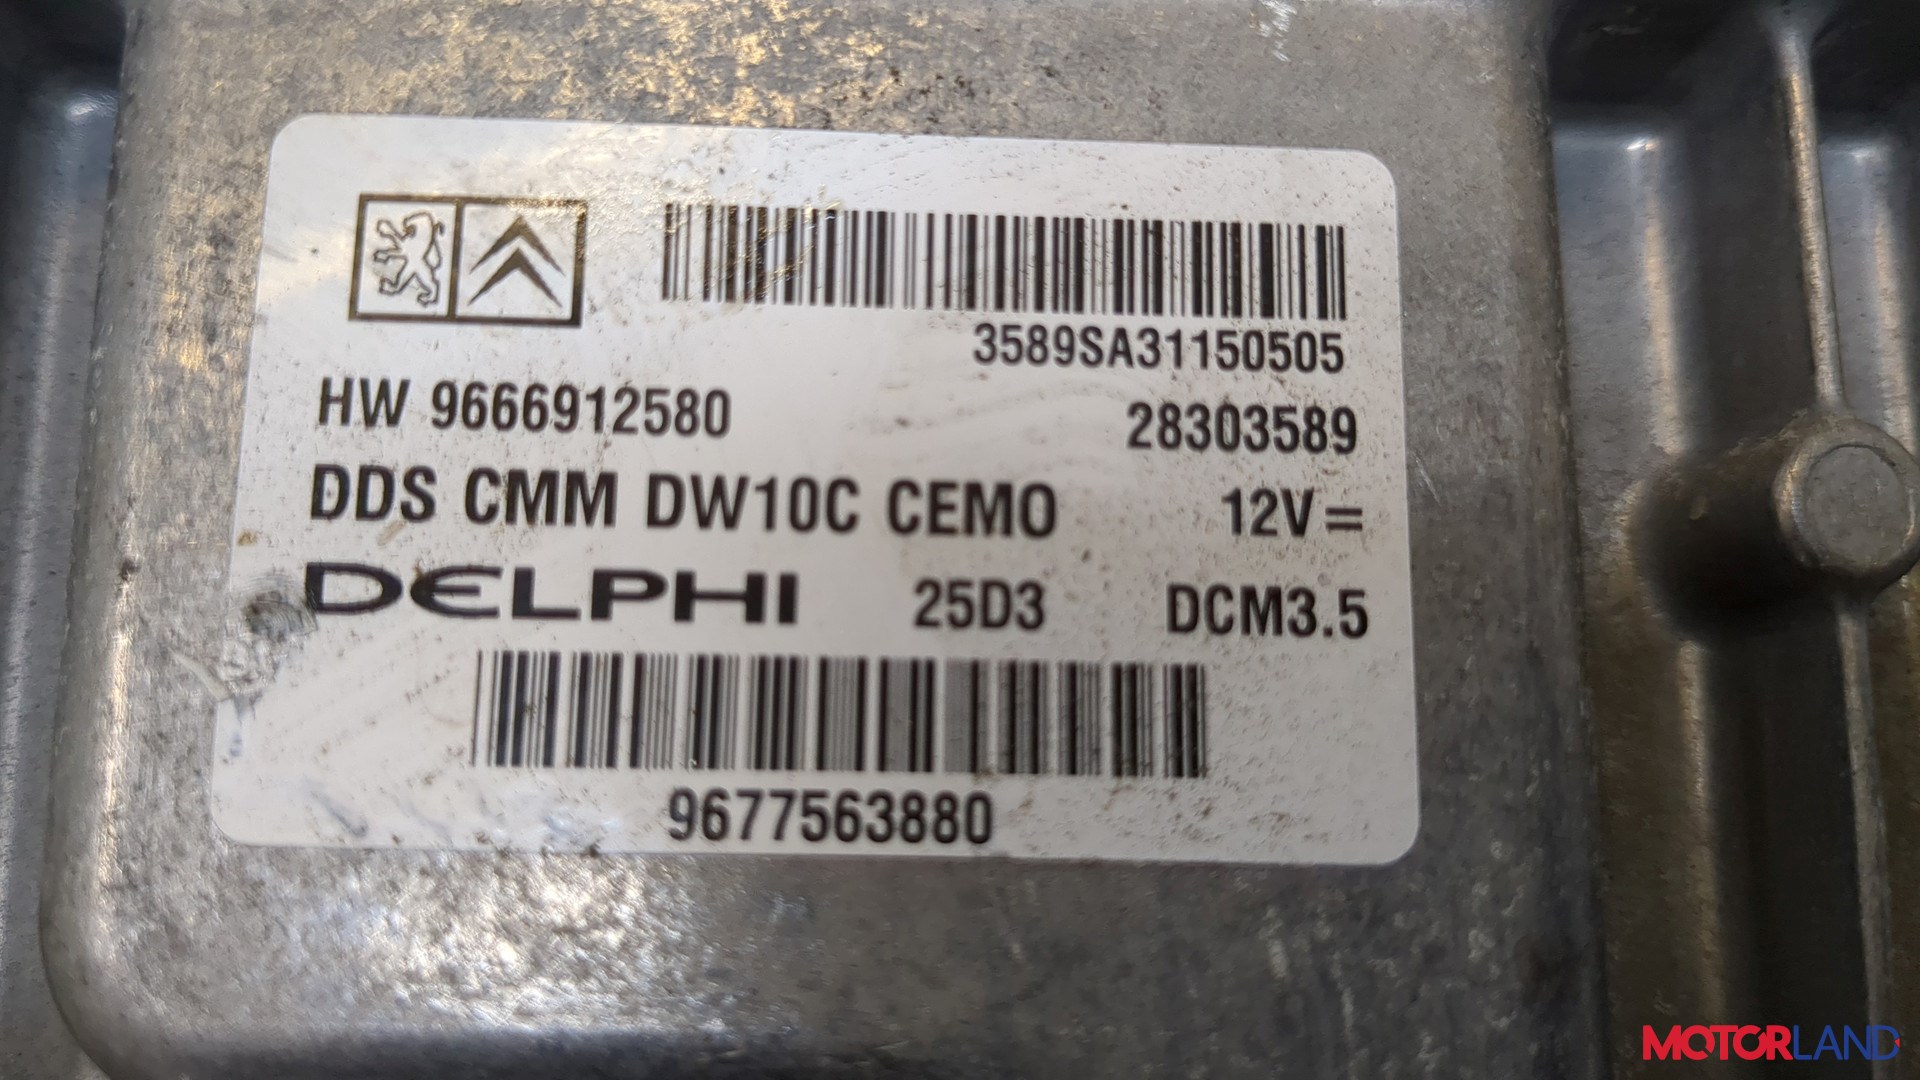 3589SA31150505
HW 9666912580 28303589
DDS CMM DW10C CEMO 12V=
DELPHI 25D3 DCM3.5
9677563880
MOTORLAND